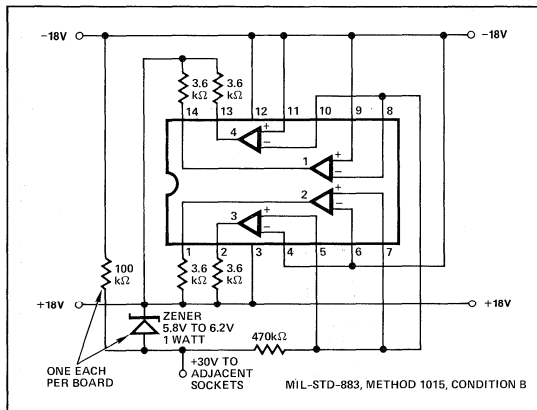 −18V −18V
3.6 kΩ 3.6 kΩ
14 13 12 11 10 9 8
4 + −
1 + −
2 + −
3 + −
1 2 3 4 5 6 7
100 kΩ
3.6 kΩ 3.6 kΩ
+18V +18V
ZENER
5.8V TO 6.2V
1 WATT
470kΩ
ONE EACH
PER BOARD
+30V TO
ADJACENT
SOCKETS
MIL-STD-883, METHOD 1015, CONDITION B